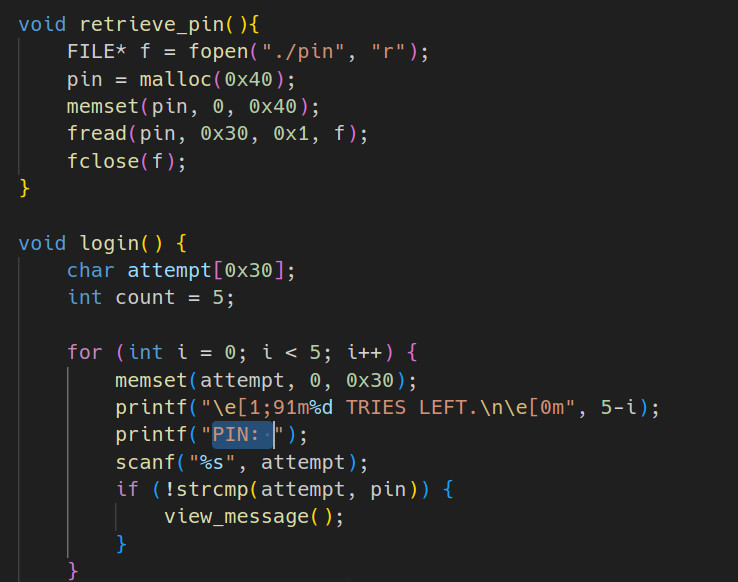 void retrieve_pin(){
    FILE* f = fopen("./pin", "r");
    pin = malloc(0x40);
    memset(pin, 0, 0x40);
    fread(pin, 0x30, 0x1, f);
    fclose(f);
}

void login() {
    char attempt[0x30];
    int count = 5;

    for (int i = 0; i < 5; i++) {
        memset(attempt, 0, 0x30);
        printf("\e[1;91m%d TRIES LEFT.\n\e[0m", 5-i);
        printf("PIN: ");
        scanf("%s", attempt);
        if (!strcmp(attempt, pin)) {
            view_message();
        }
    }